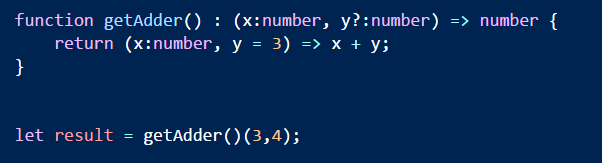 function getAdder() : (x:number, y?:number) => number {
    return (x:number, y = 3) => x + y;
}
let result = getAdder()(3,4);